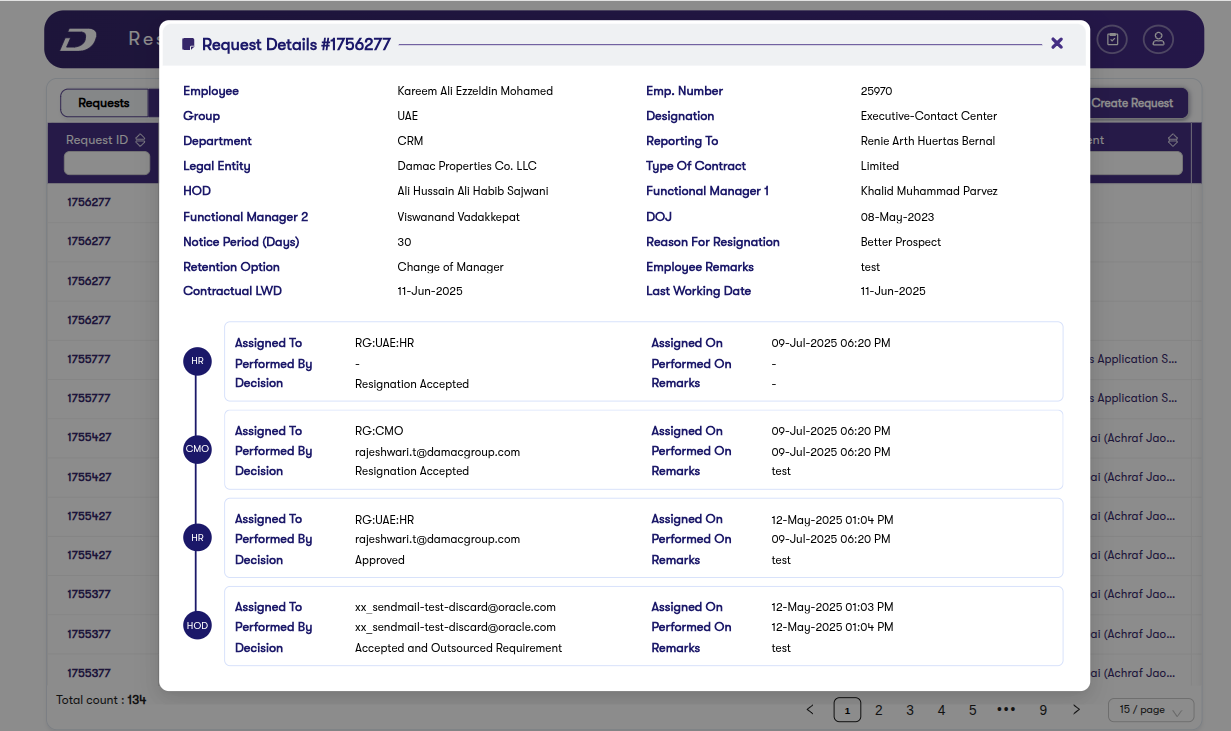 Res
Request Details #1756277
Requests
Create Request
Request ID
nt
Employee Kareem Ali Ezzeldin Mohamed Emp. Number 25970
Group UAE Designation Executive-Contact Center
Department CRM Reporting To Renie Arth Huertas Bernal
Legal Entity Damac Properties Co. LLC Type Of Contract Limited
HOD Ali Hussain Ali Habib Sajwani Functional Manager 1 Khalid Muhammad Parvez
Functional Manager 2 Viswanand Vadakkepat DOJ 08-May-2023
Notice Period (Days) 30 Reason For Resignation Better Prospect
Retention Option Change of Manager Employee Remarks test
Contractual LWD 11-Jun-2025 Last Working Date 11-Jun-2025
HR
Assigned To RG:UAE:HR Assigned On 09-Jul-2025 06:20 PM
Performed By - Performed On -
Decision Resignation Accepted Remarks -
CMO
Assigned To RG:CMO Assigned On 09-Jul-2025 06:20 PM
Performed By rajeshwari.t@damacgroup.com Performed On 09-Jul-2025 06:20 PM
Decision Resignation Accepted Remarks test
HR
Assigned To RG:UAE:HR Assigned On 12-May-2025 01:04 PM
Performed By rajeshwari.t@damacgroup.com Performed On 09-Jul-2025 06:20 PM
Decision Approved Remarks test
HOD
Assigned To xx_sendmail-test-discard@oracle.com Assigned On 12-May-2025 01:03 PM
Performed By xx_sendmail-test-discard@oracle.com Performed On 12-May-2025 01:04 PM
Decision Accepted and Outsourced Requirement Remarks test
1756277
1756277
1756277
1756277
1755777 s Application S...
1755777 s Application S...
1755427 ai (Achraf Jao...
1755427 ai (Achraf Jao...
1755427 ai (Achraf Jao...
1755427 ai (Achraf Jao...
1755377 ai (Achraf Jao...
1755377 ai (Achraf Jao...
1755377 ai (Achraf Jao...
Total count : 134
< 1 2 3 4 5 ••• 9 > 15 / page